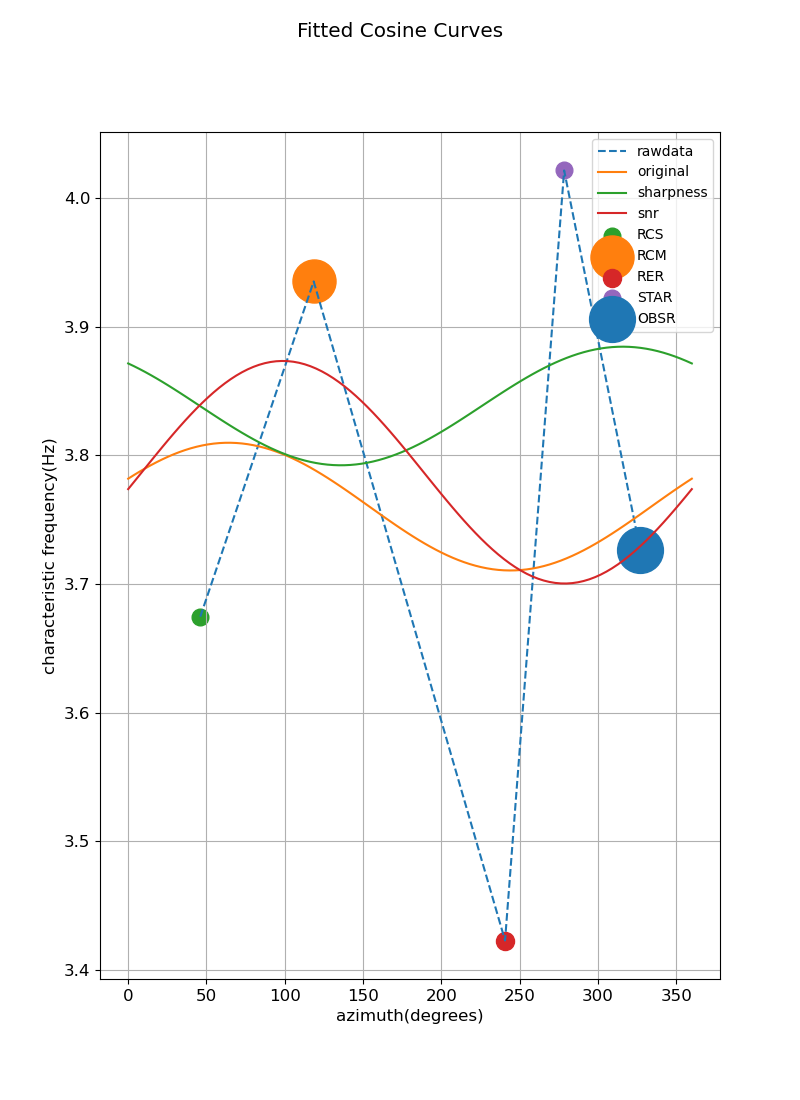 Fitted Cosine Curves
rawdata
original
sharpness
snr
RCS
RCM
RER
STAR
OBSR
characteristic frequency(Hz)
4.0
3.9
3.8
3.7
3.6
3.5
3.4
0 50 100 150 200 250 300 350
azimuth(degrees)